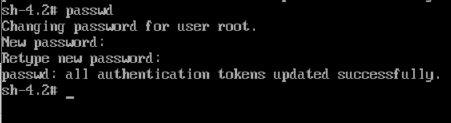 sh-4.2# passwd
Changing password for user root.
New password:
Retype new password:
passwd: all authentication tokens updated successfully.
sh-4.2# _